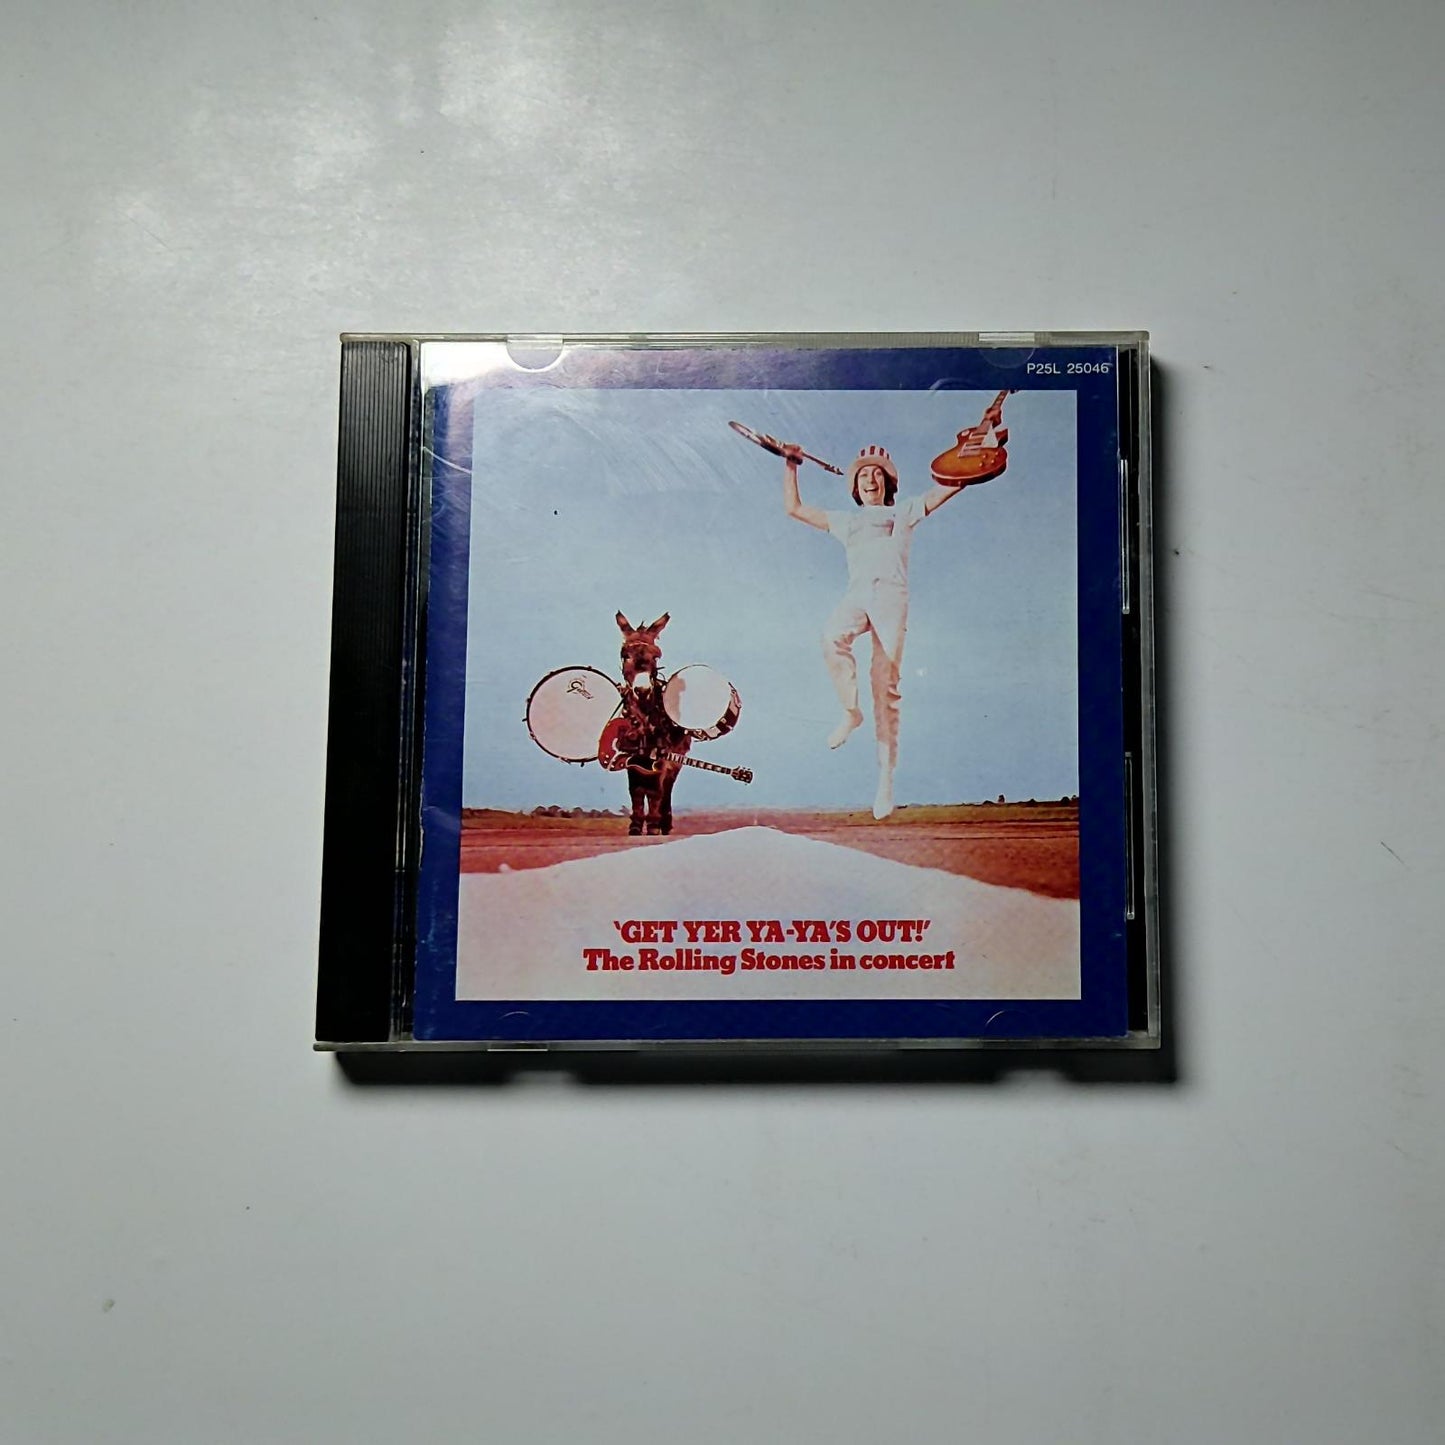 P25L 25046
‘GET YER YA-YA’S OUT!’
The Rolling Stones in concert